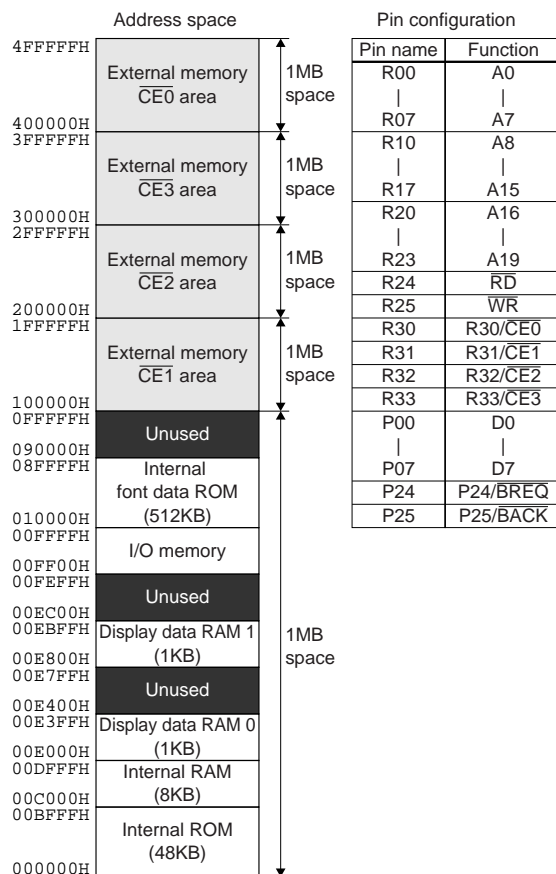 Address space
4FFFFFH
External memory
CE0 area
1MB
space
400000H
3FFFFFH
External memory
CE3 area
1MB
space
300000H
2FFFFFH
External memory
CE2 area
1MB
space
200000H
1FFFFFH
External memory
CE1 area
1MB
space
100000H
0FFFFFH
Unused
090000H
08FFFFH
Internal
font data ROM
(512KB)
010000H
00FFFFH
I/O memory
00FF00H
00FEFFH
Unused
00EC00H
00EBFFH
Display data RAM 1
(1KB)
1MB
space
00E800H
00E7FFH
Unused
00E400H
00E3FFH
Display data RAM 0
(1KB)
00E000H
00DFFFH
Internal RAM
(8KB)
00C000H
00BFFFH
Internal ROM
(48KB)
000000H
Pin configuration
Pin name Function
R00 A0
| |
R07 A7
R10 A8
| |
R17 A15
R20 A16
| |
R23 A19
R24 RD
R25 WR
R30 R30/CE0
R31 R31/CE1
R32 R32/CE2
R33 R33/CE3
P00 D0
| |
P07 D7
P24 P24/BREQ
P25 P25/BACK